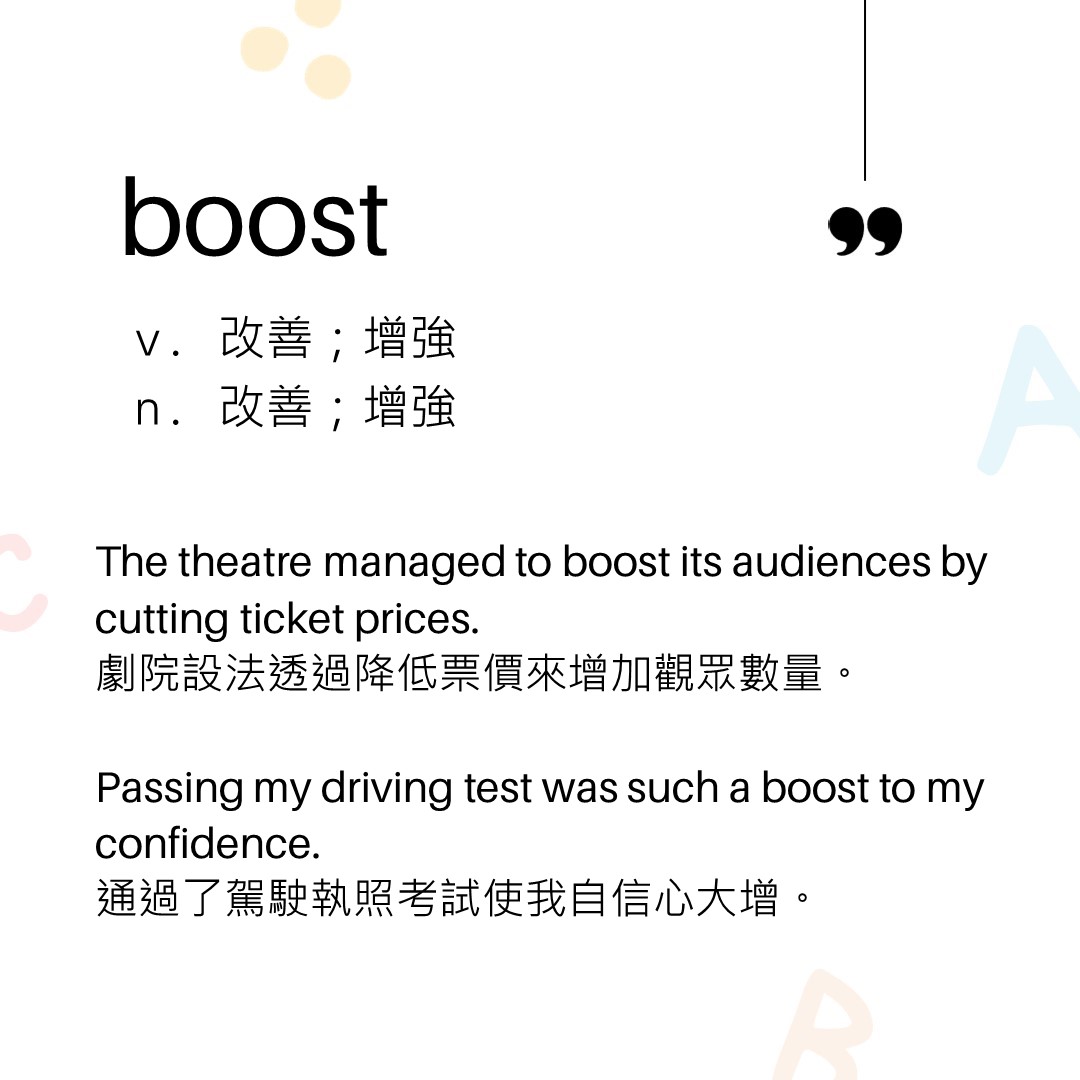 boost
”
v. 改善；增強
n. 改善；增強
The theatre managed to boost its audiences by
cutting ticket prices.
劇院設法透過降低票價來增加觀眾數量。
Passing my driving test was such a boost to my
confidence.
通過了駕駛執照考試使我自信心大增。
A
C
B